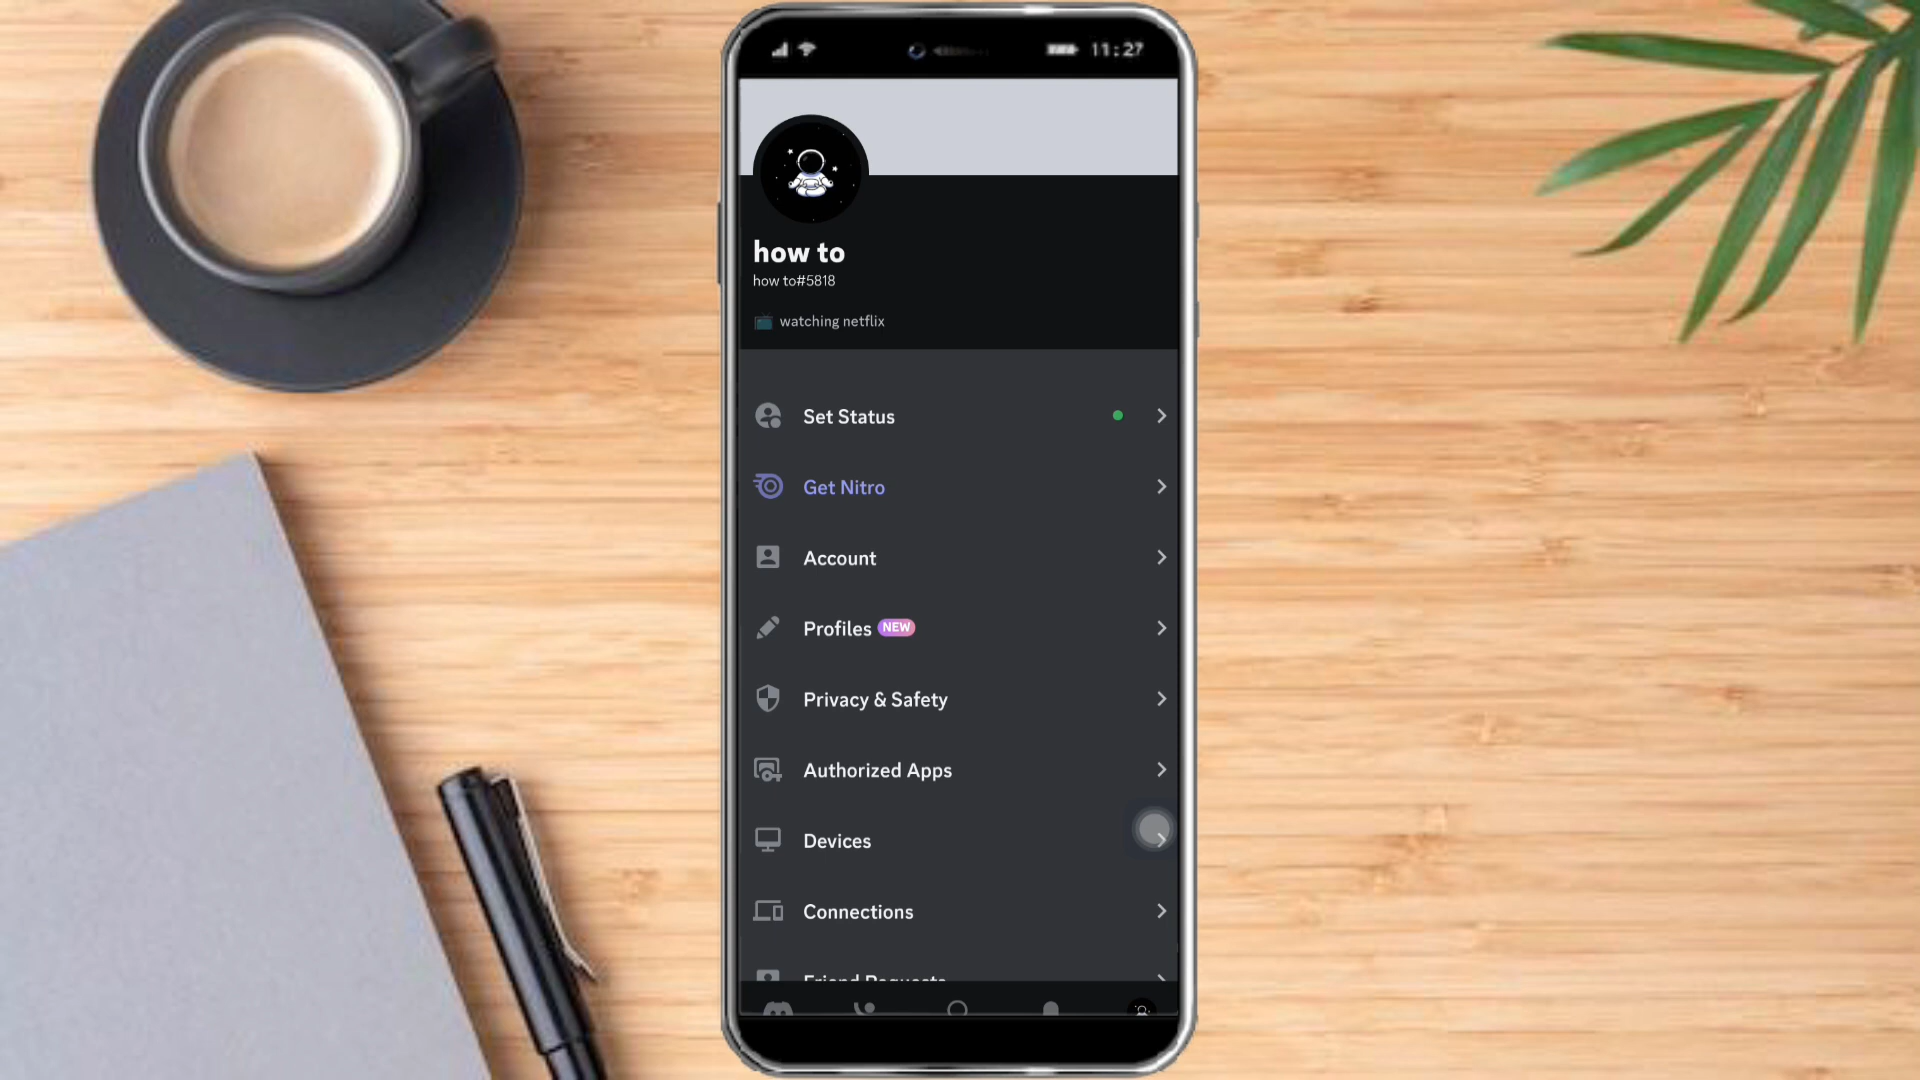 11:27
how to
how to#5818
watching netflix
Set Status
Get Nitro
Account
Profiles NEW
Privacy & Safety
Authorized Apps
Devices
Connections
Friend Requests